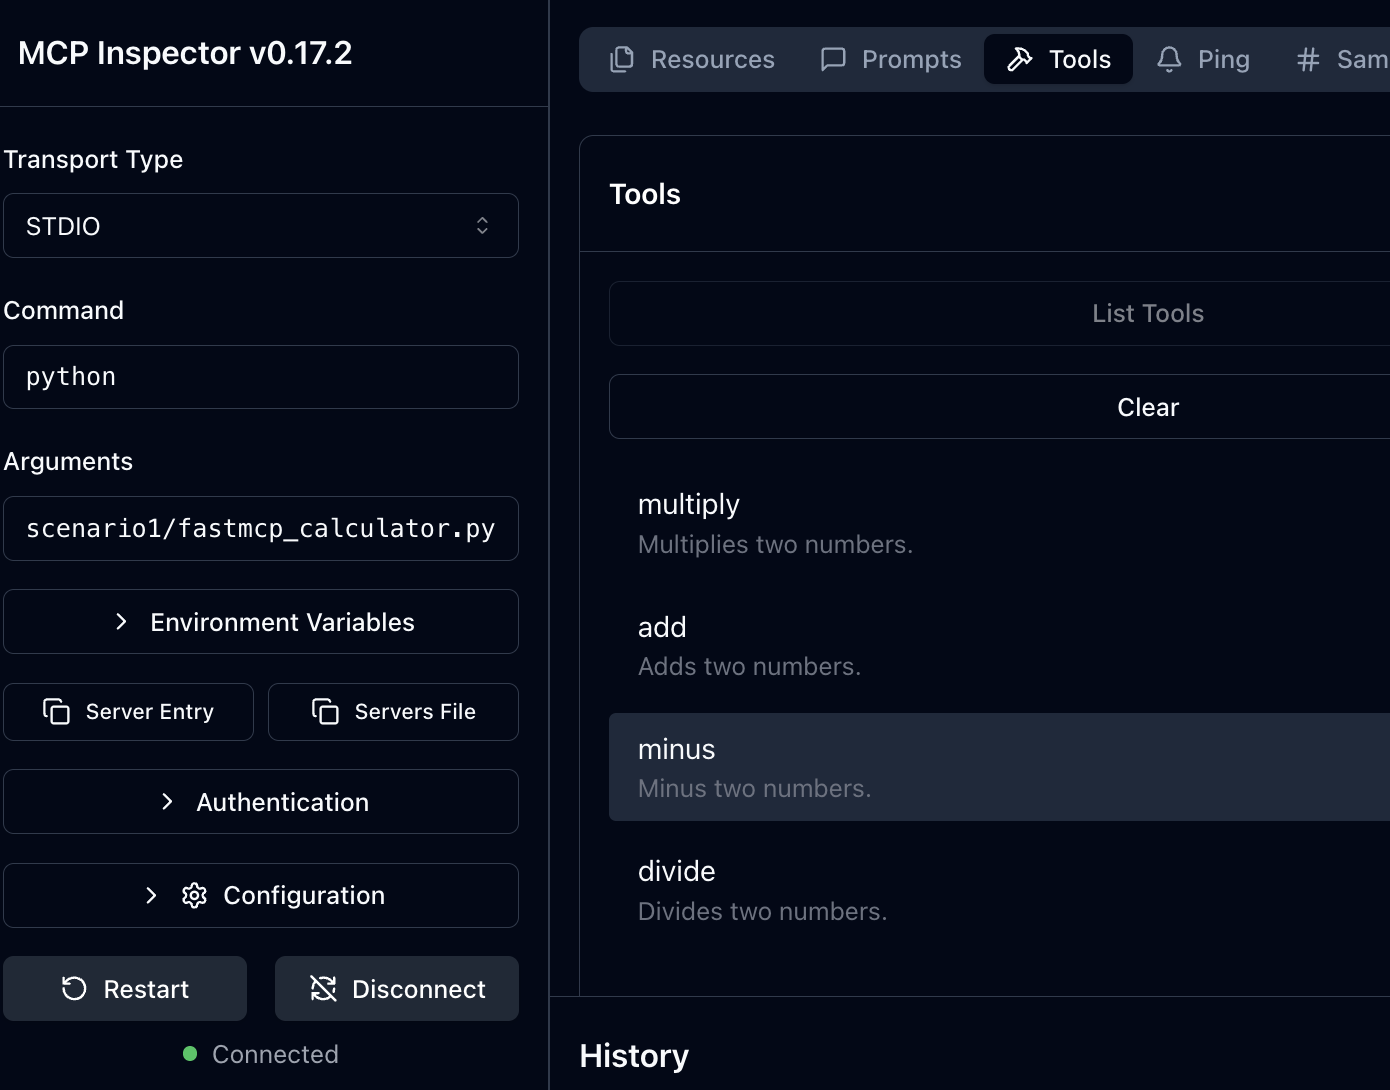 MCP Inspector v0.17.2
Transport Type
STDIO
Command
python
Arguments
scenario1/fastmcp_calculator.py
Environment Variables
Server Entry
Servers File
Authentication
Configuration
Restart
Disconnect
Connected
Resources
Prompts
Tools
Ping
Sam
Tools
List Tools
Clear
multiply
Multiplies two numbers.
add
Adds two numbers.
minus
Minus two numbers.
divide
Divides two numbers.
History